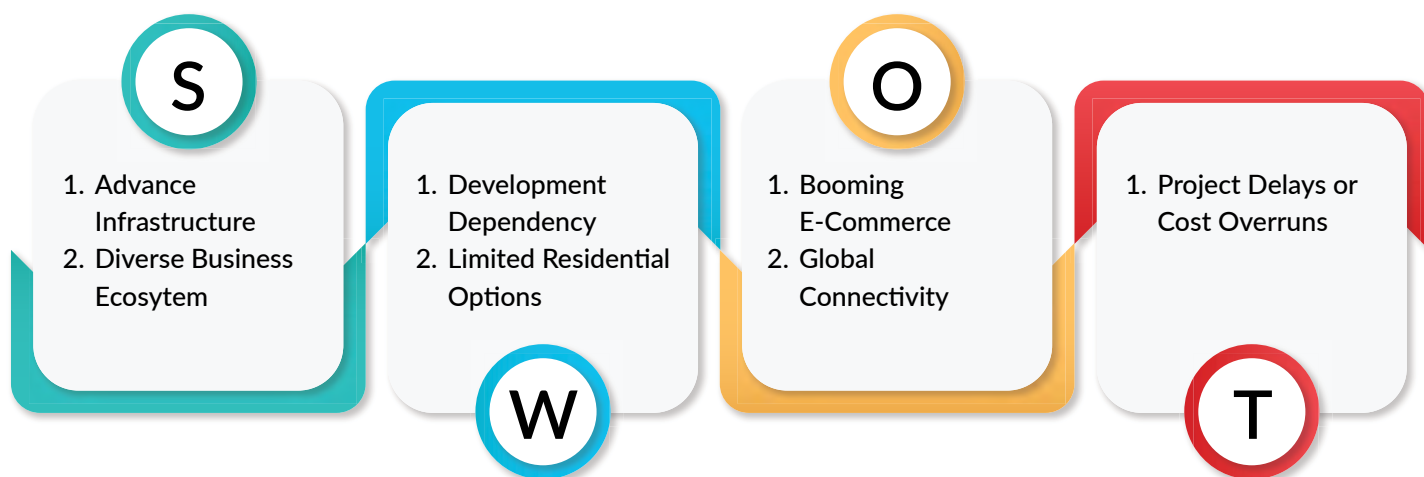 S
1. Advance
Infrastructure
2. Diverse Business
Ecosytem
W
1. Development
Dependency
2. Limited Residential
Options
O
1. Booming
E-Commerce
2. Global
Connectivity
T
1. Project Delays or
Cost Overruns